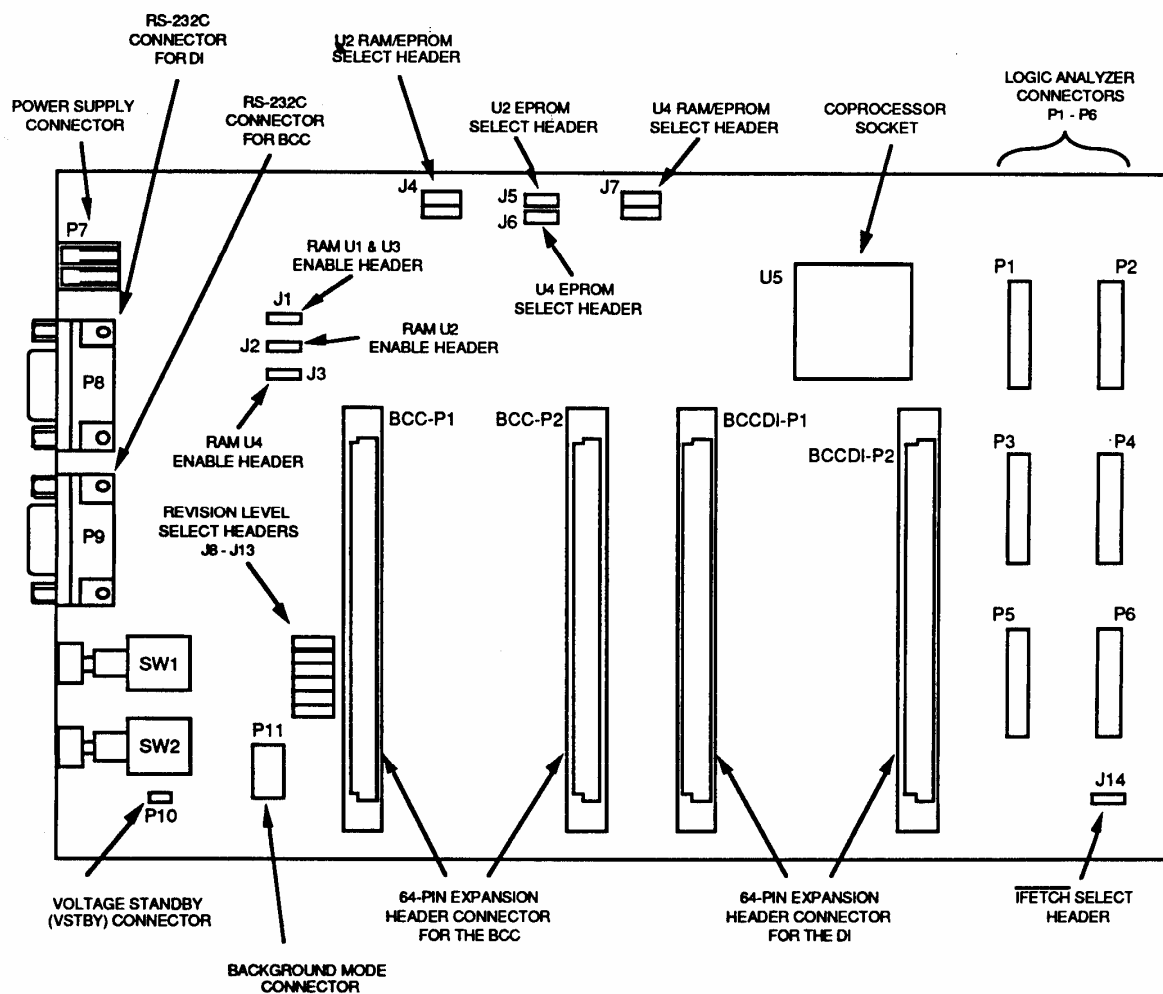 RS-232C
CONNECTOR
FOR DI
U2 RAM/EPROM
SELECT HEADER
POWER SUPPLY
CONNECTOR
RS-232C
CONNECTOR
FOR BCC
U2 EPROM
SELECT HEADER
U4 RAM/EPROM
SELECT HEADER
COPROCESSOR
SOCKET
LOGIC ANALYZER
CONNECTORS
P1 - P6
J4
J5
J6
J7
P7
RAM U1 & U3
ENABLE HEADER
U4 EPROM
SELECT HEADER
U5
P1
P2
J1
J2
RAM U2
ENABLE HEADER
J3
P8
RAM U4
ENABLE HEADER
BCC-P1
BCC-P2
BCCDI-P1
BCCDI-P2
P3
P4
P9
REVISION LEVEL
SELECT HEADERS
J8 - J13
P5
P6
SW1
SW2
P11
P10
J14
VOLTAGE STANDBY
(VSTBY) CONNECTOR
64-PIN EXPANSION
HEADER CONNECTOR
FOR THE BCC
64-PIN EXPANSION
HEADER CONNECTOR
FOR THE DI
IFETCH SELECT
HEADER
BACKGROUND MODE
CONNECTOR